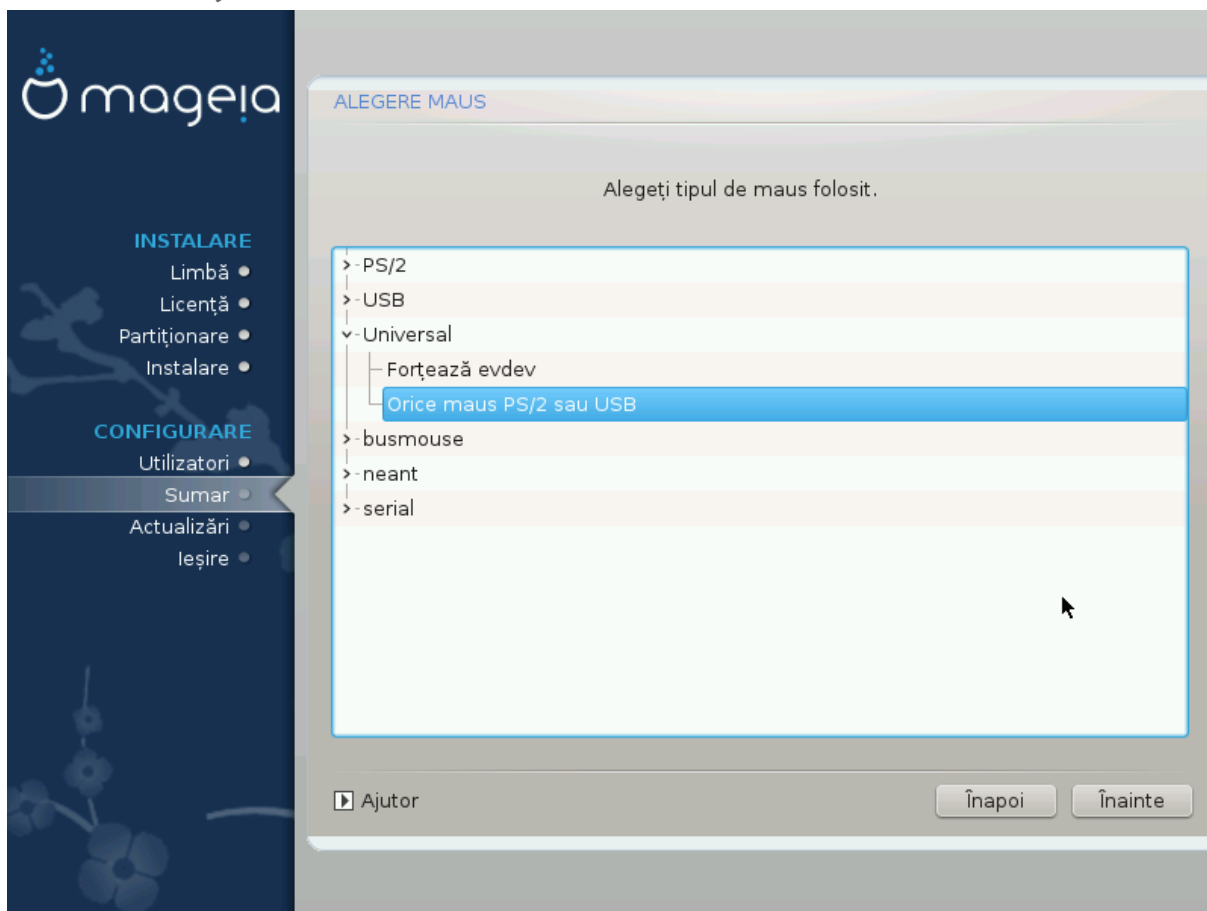 mageia
INSTALARE
Limbă
Licență
Partiționare
Instalare
CONFIGURARE
Utilizatori
Sumar
Actualizări
Ieșire
ALEGERE MAUS
Alegeți tipul de maus folosit.
PS/2
USB
Universal
Forțează evdev
Orice maus PS/2 sau USB
busmouse
neant
serial
Ajutor
Înapoi
Înainte